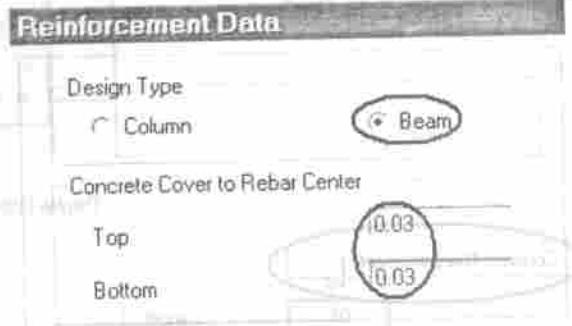 Reinforcement Data
Design Type
Column Beam
Concrete Cover to Rebar Center
Top 0.03
Bottom 0.03